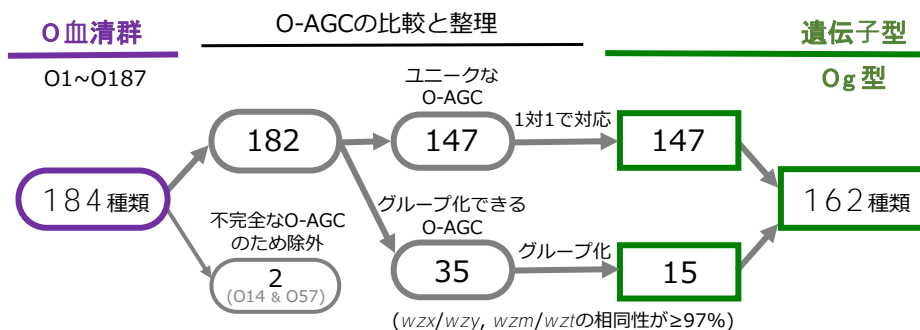 O血清群
O-AGCの比較と整理
遺伝子型
O1~O187
Og型
ユニークな
O-AGC
1対1で対応
182
147
147
184種類
162種類
不完全なO-AGC
のため除外
グループ化できる
O-AGC
グループ化
2
(O14 & O57)
35
15
(wzx/wzy, wzm/wztの相同性が≥97%)